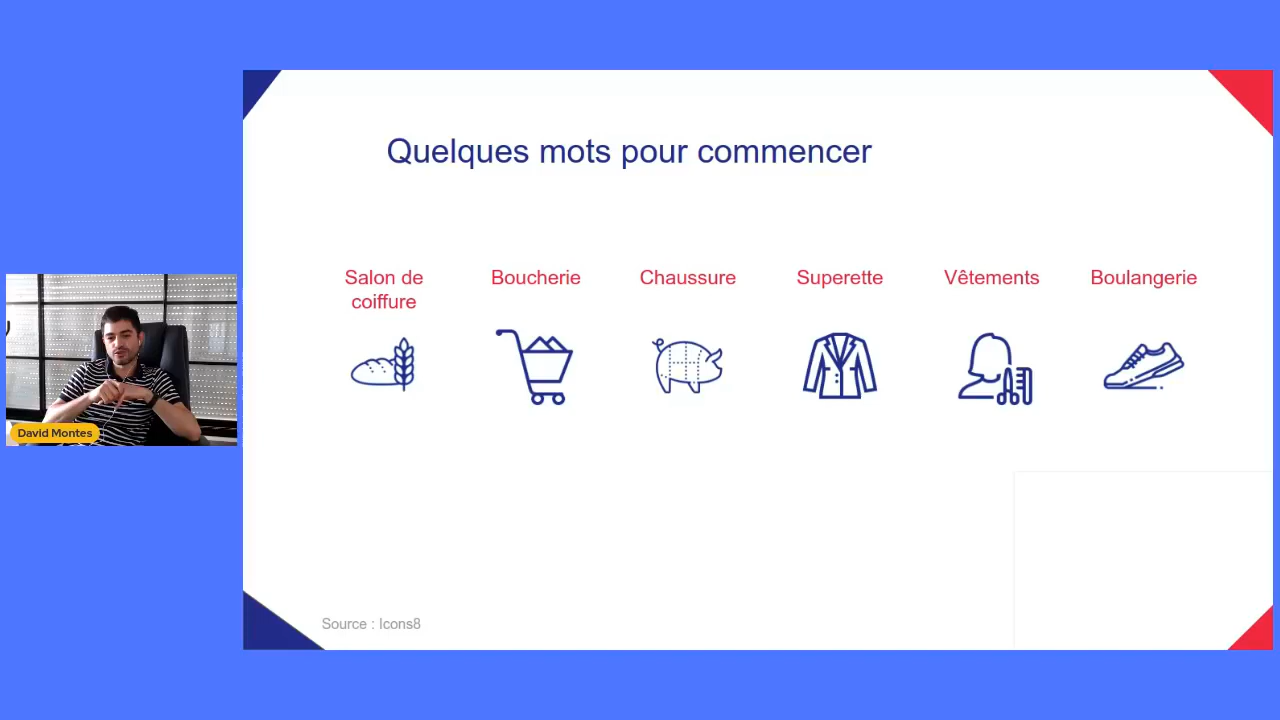 Quelques mots pour commencer
Salon de
coiffure
Boucherie
Chaussure
Superette
Vêtements
Boulangerie
David Montes
Source : Icons8